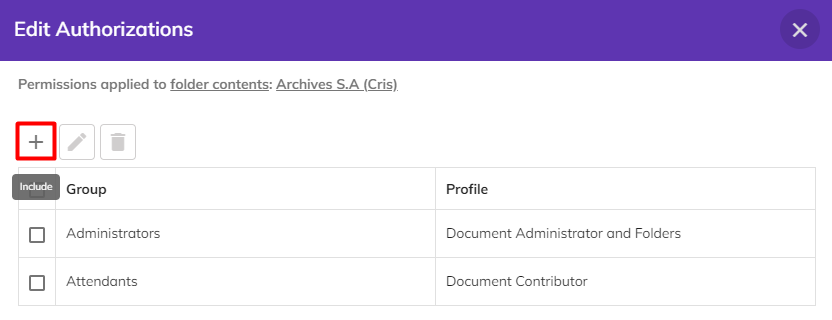 Edit Authorizations
Permissions applied to folder contents: Archives S.A (Cris)
Include
Group Profile
Administrators Document Administrator and Folders
Attendants Document Contributor